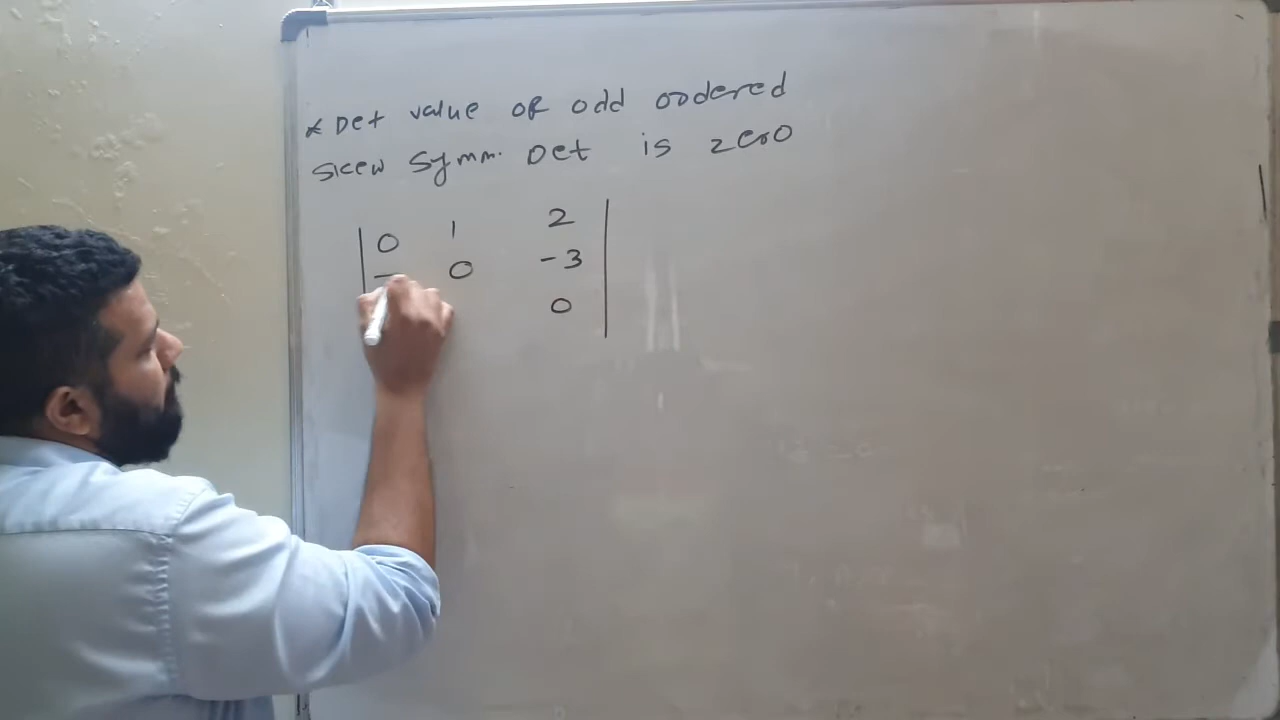 * Det value of odd ordered
skew symm. Det is zero
0 1 2
- 0 -3
0